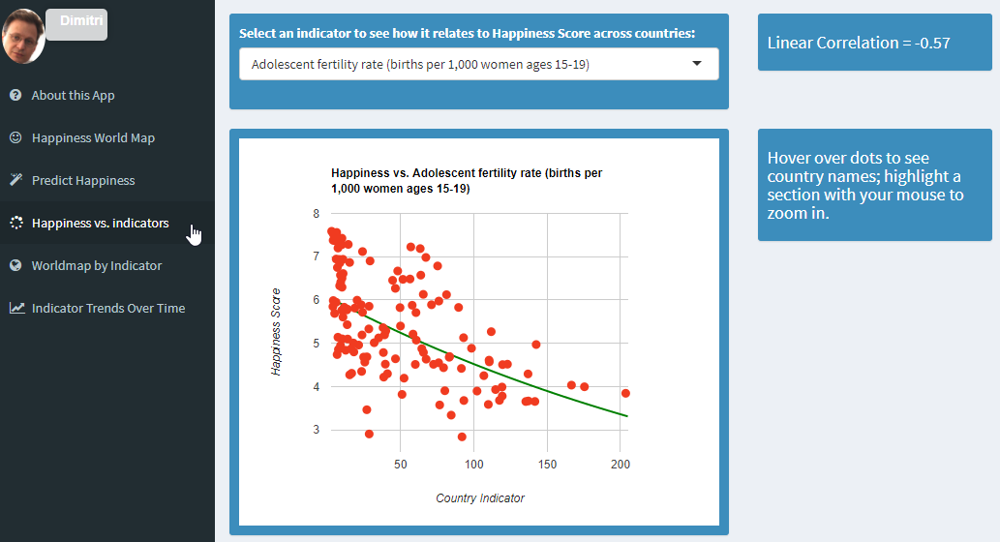 Dimitri
About this App
Happiness World Map
Predict Happiness
Happiness vs. indicators
Worldmap by Indicator
Indicator Trends Over Time
Select an indicator to see how it relates to Happiness Score across countries:
Adolescent fertility rate (births per 1,000 women ages 15-19)
Linear Correlation = -0.57
Happiness vs. Adolescent fertility rate (births per
1,000 women ages 15-19)
8
7
6
5
4
3
Happiness Score
50
100
150
200
Country Indicator
Hover over dots to see
country names; highlight a
section with your mouse to
zoom in.